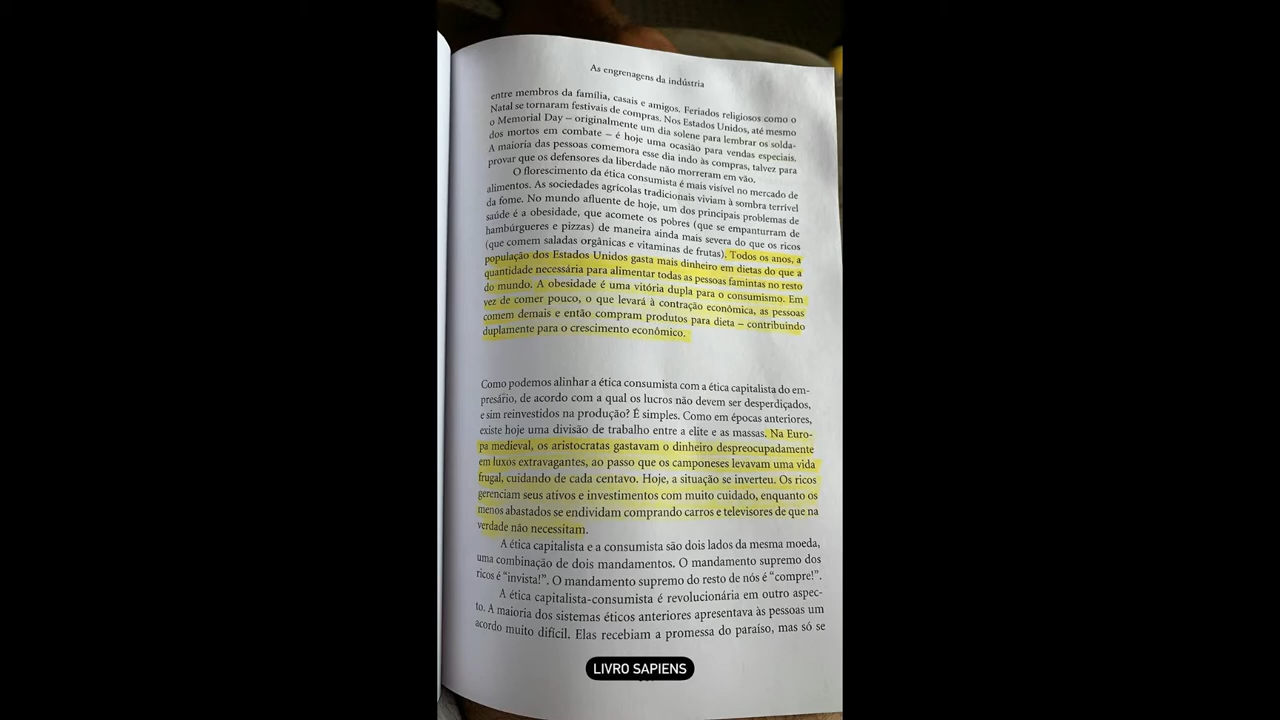 As engrenagens da indústria
entre membros da família, casais e amigos. Feriados religiosos como o
Natal se tornaram festivais de compras. Nos Estados Unidos, até mesmo
o Memorial Day – originalmente um dia solene para lembrar os solda-
dos mortos em combate – é hoje uma ocasião para vendas especiais.
A maioria das pessoas comemora esse dia indo às compras, talvez para
provar que os defensores da liberdade não morreram em vão.
O florescimento da ética consumista é mais visível no mercado de
alimentos. As sociedades agrícolas tradicionais viviam à sombra terrível
da fome. No mundo afluente de hoje, um dos principais problemas de
saúde é a obesidade, que acomete os pobres (que se empanturram de
hambúrgueres e pizzas) de maneira ainda mais severa do que os ricos
(que comem saladas orgânicas e vitaminas de frutas). Todos os anos, a
população dos Estados Unidos gasta mais dinheiro em dietas do que a
quantidade necessária para alimentar todas as pessoas famintas no resto
do mundo. A obesidade é uma vitória dupla para o consumismo. Em
vez de comer pouco, o que levará à contração econômica, as pessoas
comem demais e então compram produtos para dieta – contribuindo
duplamente para o crescimento econômico.
Como podemos alinhar a ética consumista com a ética capitalista do em-
presário, de acordo com a qual os lucros não devem ser desperdiçados,
e sim reinvestidos na produção? É simples. Como em épocas anteriores,
existe hoje uma divisão de trabalho entre a elite e as massas. Na Euro-
pa medieval, os aristocratas gastavam o dinheiro despreocupadamente
em luxos extravagantes, ao passo que os camponeses levavam uma vida
frugal, cuidando de cada centavo. Hoje, a situação se inverteu. Os ricos
gerenciam seus ativos e investimentos com muito cuidado, enquanto os
menos abastados se endividam comprando carros e televisores de que na
verdade não necessitam.
A ética capitalista e a consumista são dois lados da mesma moeda,
uma combinação de dois mandamentos. O mandamento supremo dos
ricos é “invista!”. O mandamento supremo do resto de nós é “compre!”.
A ética capitalista-consumista é revolucionária em outro aspec-
to. A maioria dos sistemas éticos anteriores apresentava às pessoas um
acordo muito difícil. Elas recebiam a promessa do paraíso, mas só se
LIVRO SAPIENS